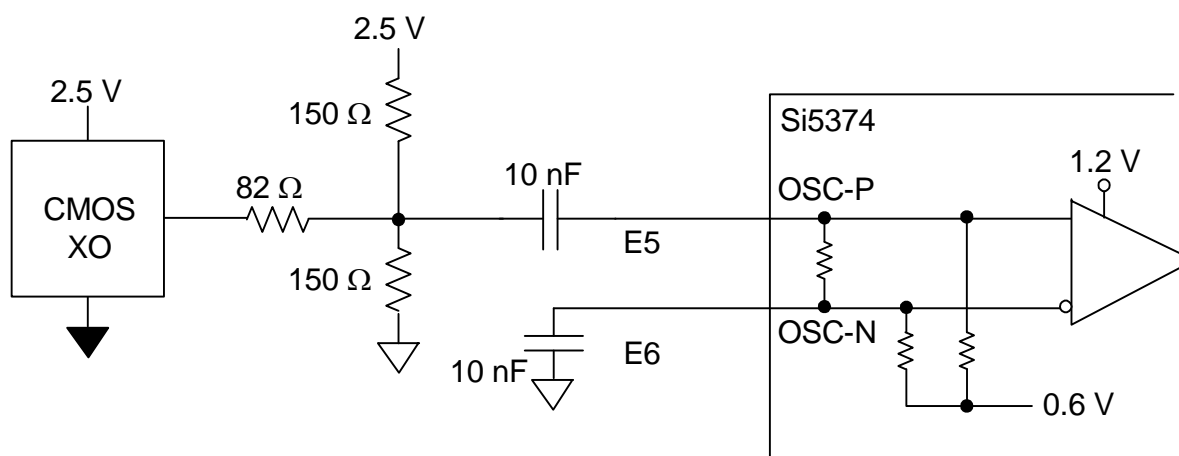 2.5 V
2.5 V
150 Ω
Si5374
1.2 V
10 nF
OSC-P
82 Ω
CMOS
XO
E5
150 Ω
OSC-N
E6
10 nF
0.6 V